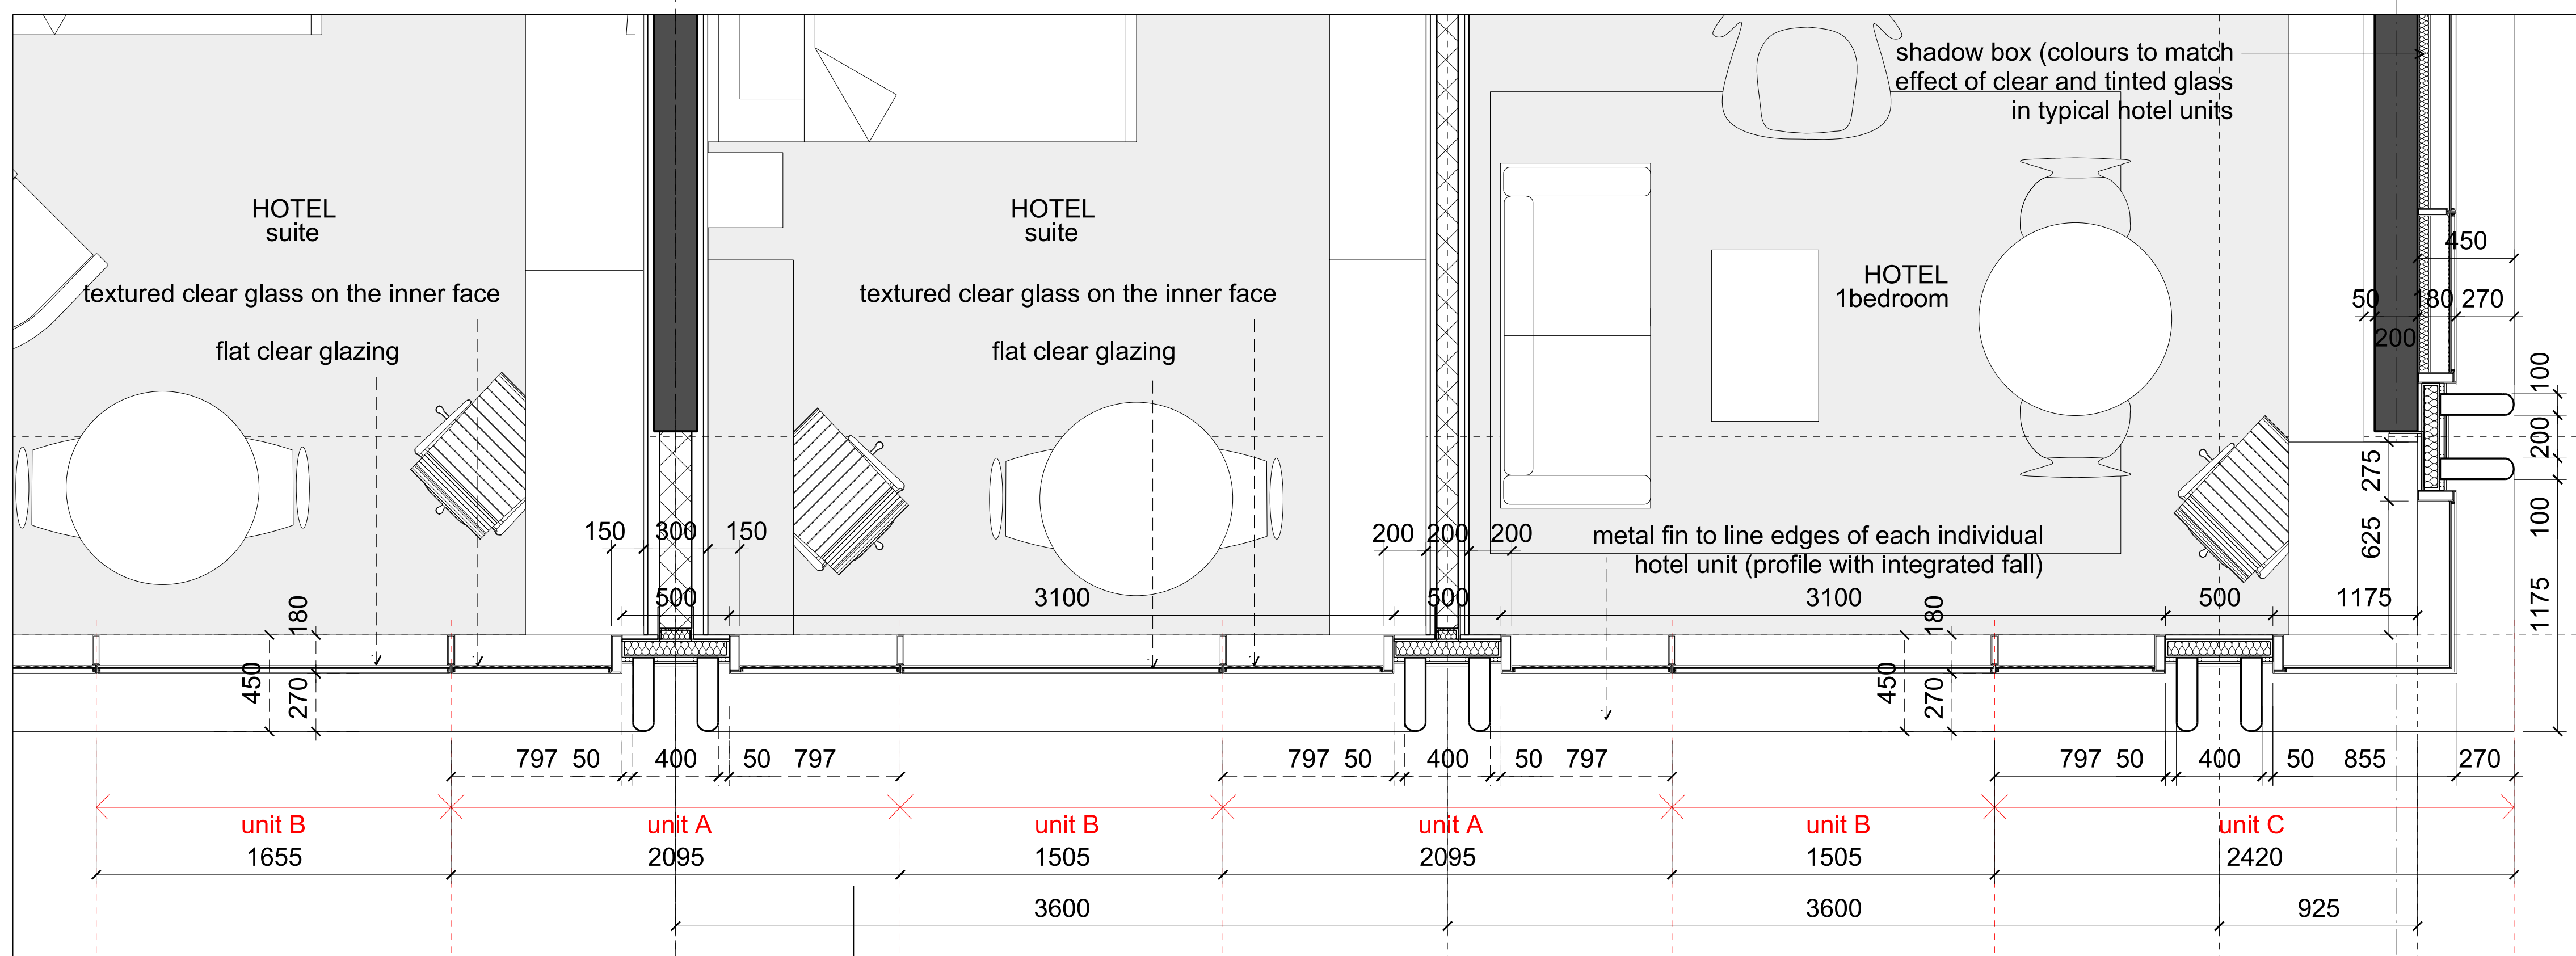 shadow box (colours to match
effect of clear and tinted glass
in typical hotel units
HOTEL
suite
HOTEL
suite
HOTEL
1bedroom
450
textured clear glass on the inner face
textured clear glass on the inner face
50
180
270
200
flat clear glazing
flat clear glazing
100
200
275
100
625
1175
150
300
150
200
200
200
metal fin to line edges of each individual
hotel unit (profile with integrated fall)
500
3100
500
3100
500
1175
180
450
270
180
450
270
797
50
400
50
797
797
50
400
50
797
797
50
400
50
855
270
unit B
unit A
unit B
unit A
unit B
unit C
1655
2095
1505
2095
1505
2420
3600
3600
925